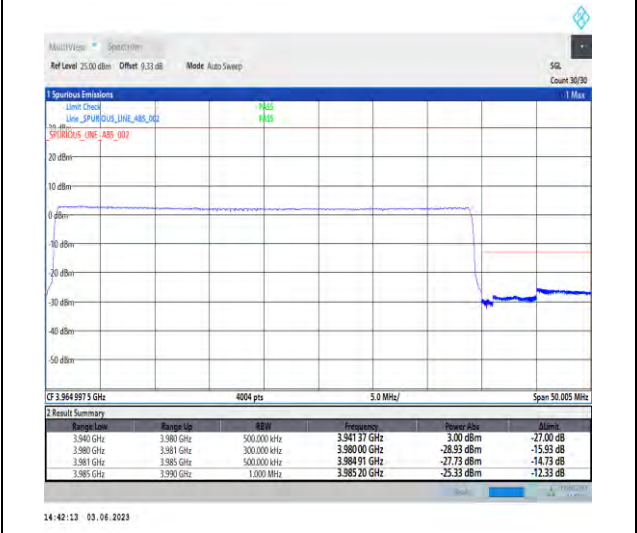 MultiView Spectrum
Ref Level 25.00 dBm Offset 9.33 dB Mode Auto Sweep SGL
Count 30/30
1 Spurious Emissions 1 Max
Limit Check PASS
Line _SPURIOUS_LINE_ABS_002 PASS
_SPURIOUS_LINE_ABS_002
20 dBm
10 dBm
0 dBm
-10 dBm
-20 dBm
-30 dBm
-40 dBm
-50 dBm
CF 3.964 997 5 GHz 4004 pts 5.0 MHz/ Span 50.005 MHz
2 Result Summary
Range Low Range Up RBW Frequency Power Abs ΔLimit
3.940 GHz 3.980 GHz 500.000 kHz 3.941 37 GHz 3.00 dBm -27.00 dB
3.980 GHz 3.981 GHz 300.000 kHz 3.980 00 GHz -28.93 dBm -15.93 dB
3.981 GHz 3.985 GHz 500.000 kHz 3.984 91 GHz -27.73 dBm -14.73 dB
3.985 GHz 3.990 GHz 1.000 MHz 3.985 20 GHz -25.33 dBm -12.33 dB
14:42:13 03.06.2023